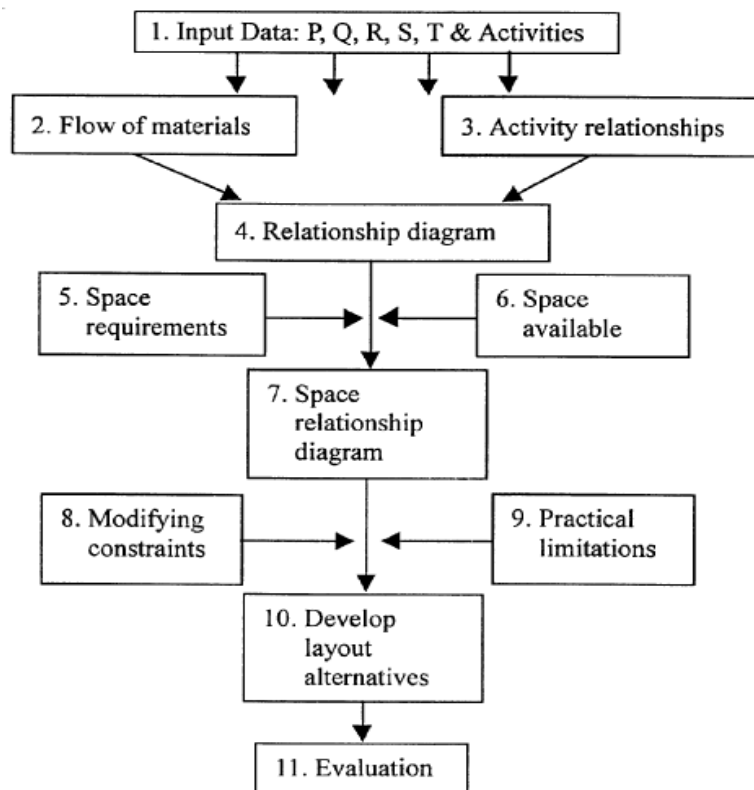 1. Input Data: P, Q, R, S, T & Activities
2. Flow of materials
3. Activity relationships
4. Relationship diagram
5. Space
requirements
6. Space
available
7. Space
relationship
diagram
8. Modifying
constraints
9. Practical
limitations
10. Develop
layout
alternatives
11. Evaluation